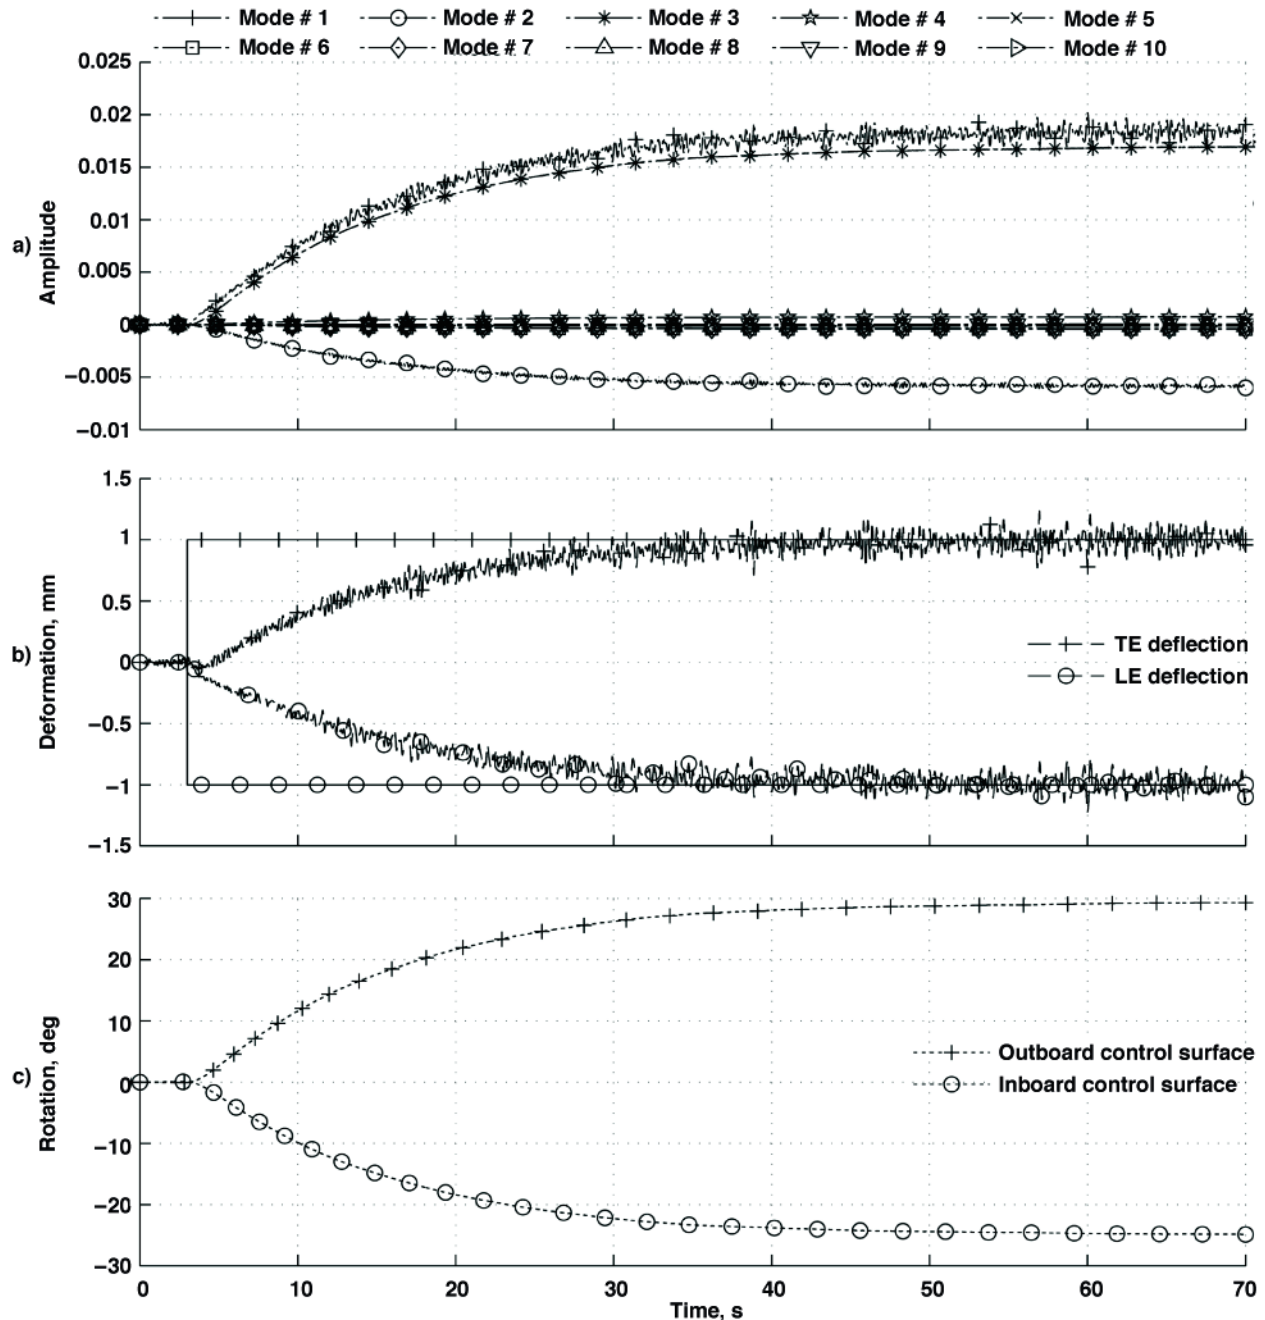 Mode # 1 Mode # 2 Mode # 3 Mode # 4 Mode # 5
Mode # 6 Mode # 7 Mode # 8 Mode # 9 Mode # 10
0.025
0.02
0.015
0.01
0.005
0
−0.005
−0.01
a)
Amplitude
1.5
1
0.5
0
−0.5
−1
−1.5
b)
Deformation, mm
TE deflection
LE deflection
30
20
10
0
−10
−20
−30
c)
Rotation, deg
Outboard control surface
Inboard control surface
0 10 20 30 40 50 60 70
Time, s